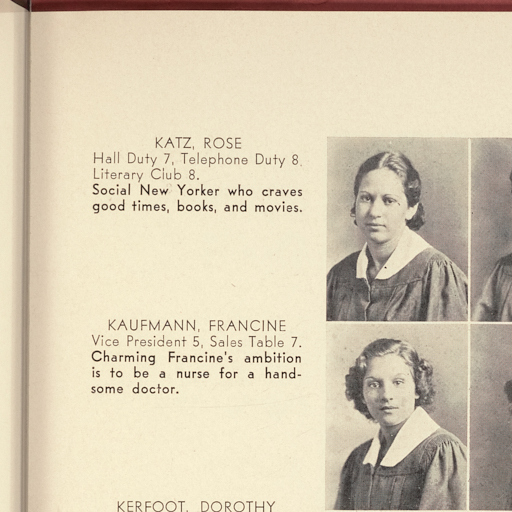 KATZ, ROSE
Hall Duty 7, Telephone Duty 8,
Literary Club 8.
Social New Yorker who craves
good times, books, and movies.
KAUFMANN, FRANCINE
Vice President 5, Sales Table 7.
Charming Francine's ambition
is to be a nurse for a hand-
some doctor.
KERFOOT, DOROTHY